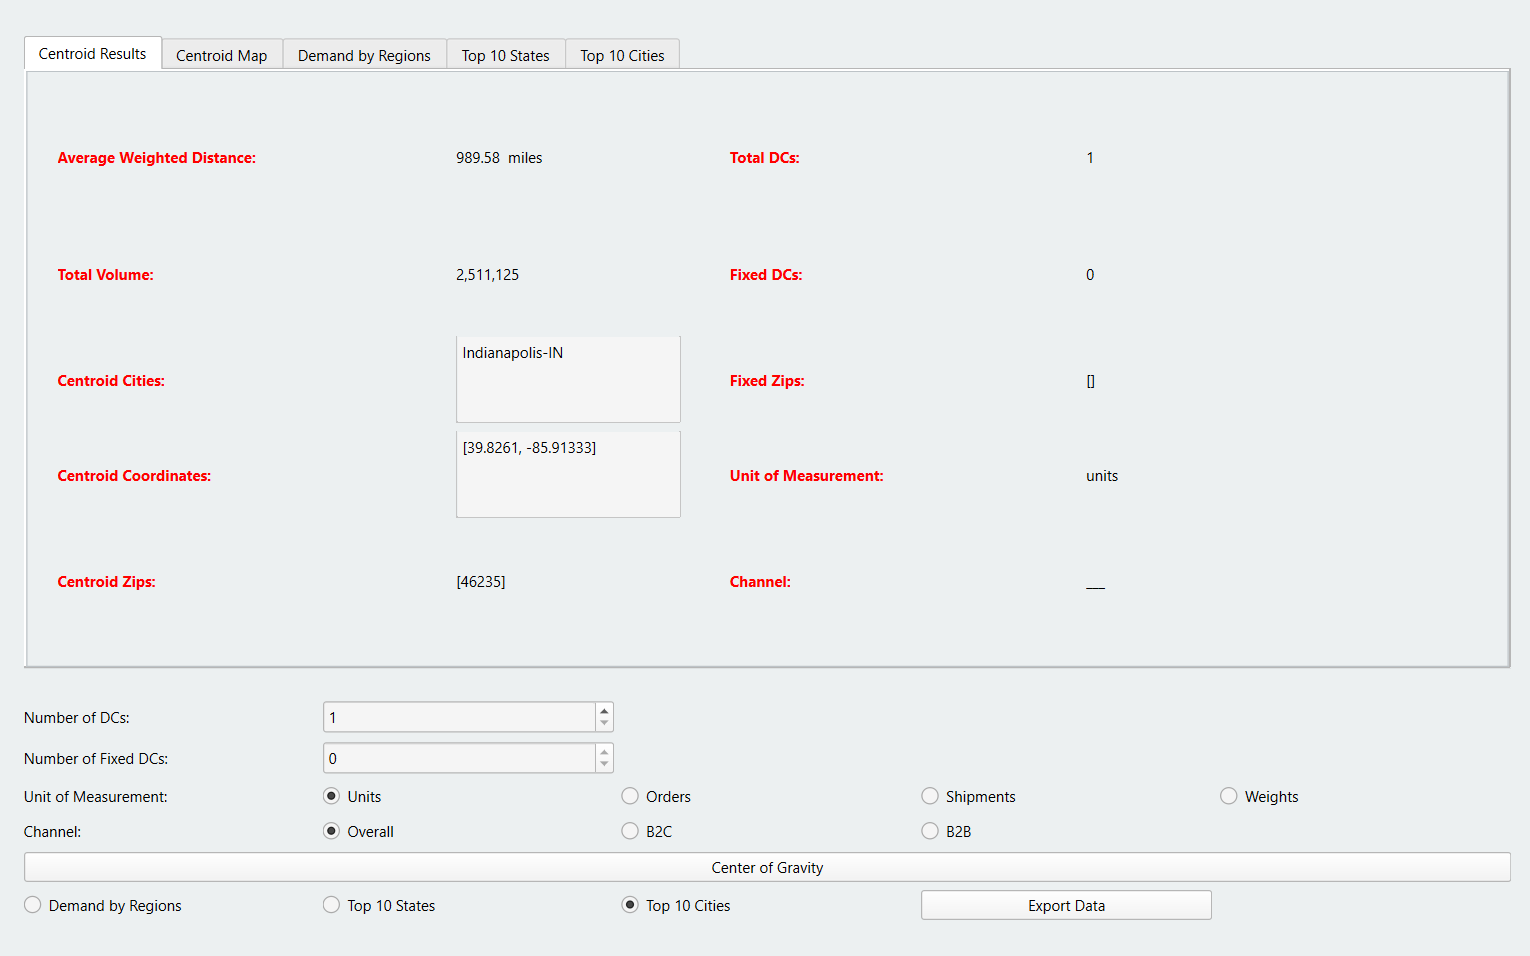 Centroid Results
Centroid Map
Demand by Regions
Top 10 States
Top 10 Cities
Average Weighted Distance:
989.58 miles
Total DCs:
1
Total Volume:
2,511,125
Fixed DCs:
0
Centroid Cities:
Indianapolis-IN
Fixed Zips:
[]
Centroid Coordinates:
[39.8261, -85.91333]
Unit of Measurement:
units
Centroid Zips:
[46235]
Channel:
___
Number of DCs:
1
Number of Fixed DCs:
0
Unit of Measurement:
Units
Orders
Shipments
Weights
Channel:
Overall
B2C
B2B
Center of Gravity
Demand by Regions
Top 10 States
Top 10 Cities
Export Data